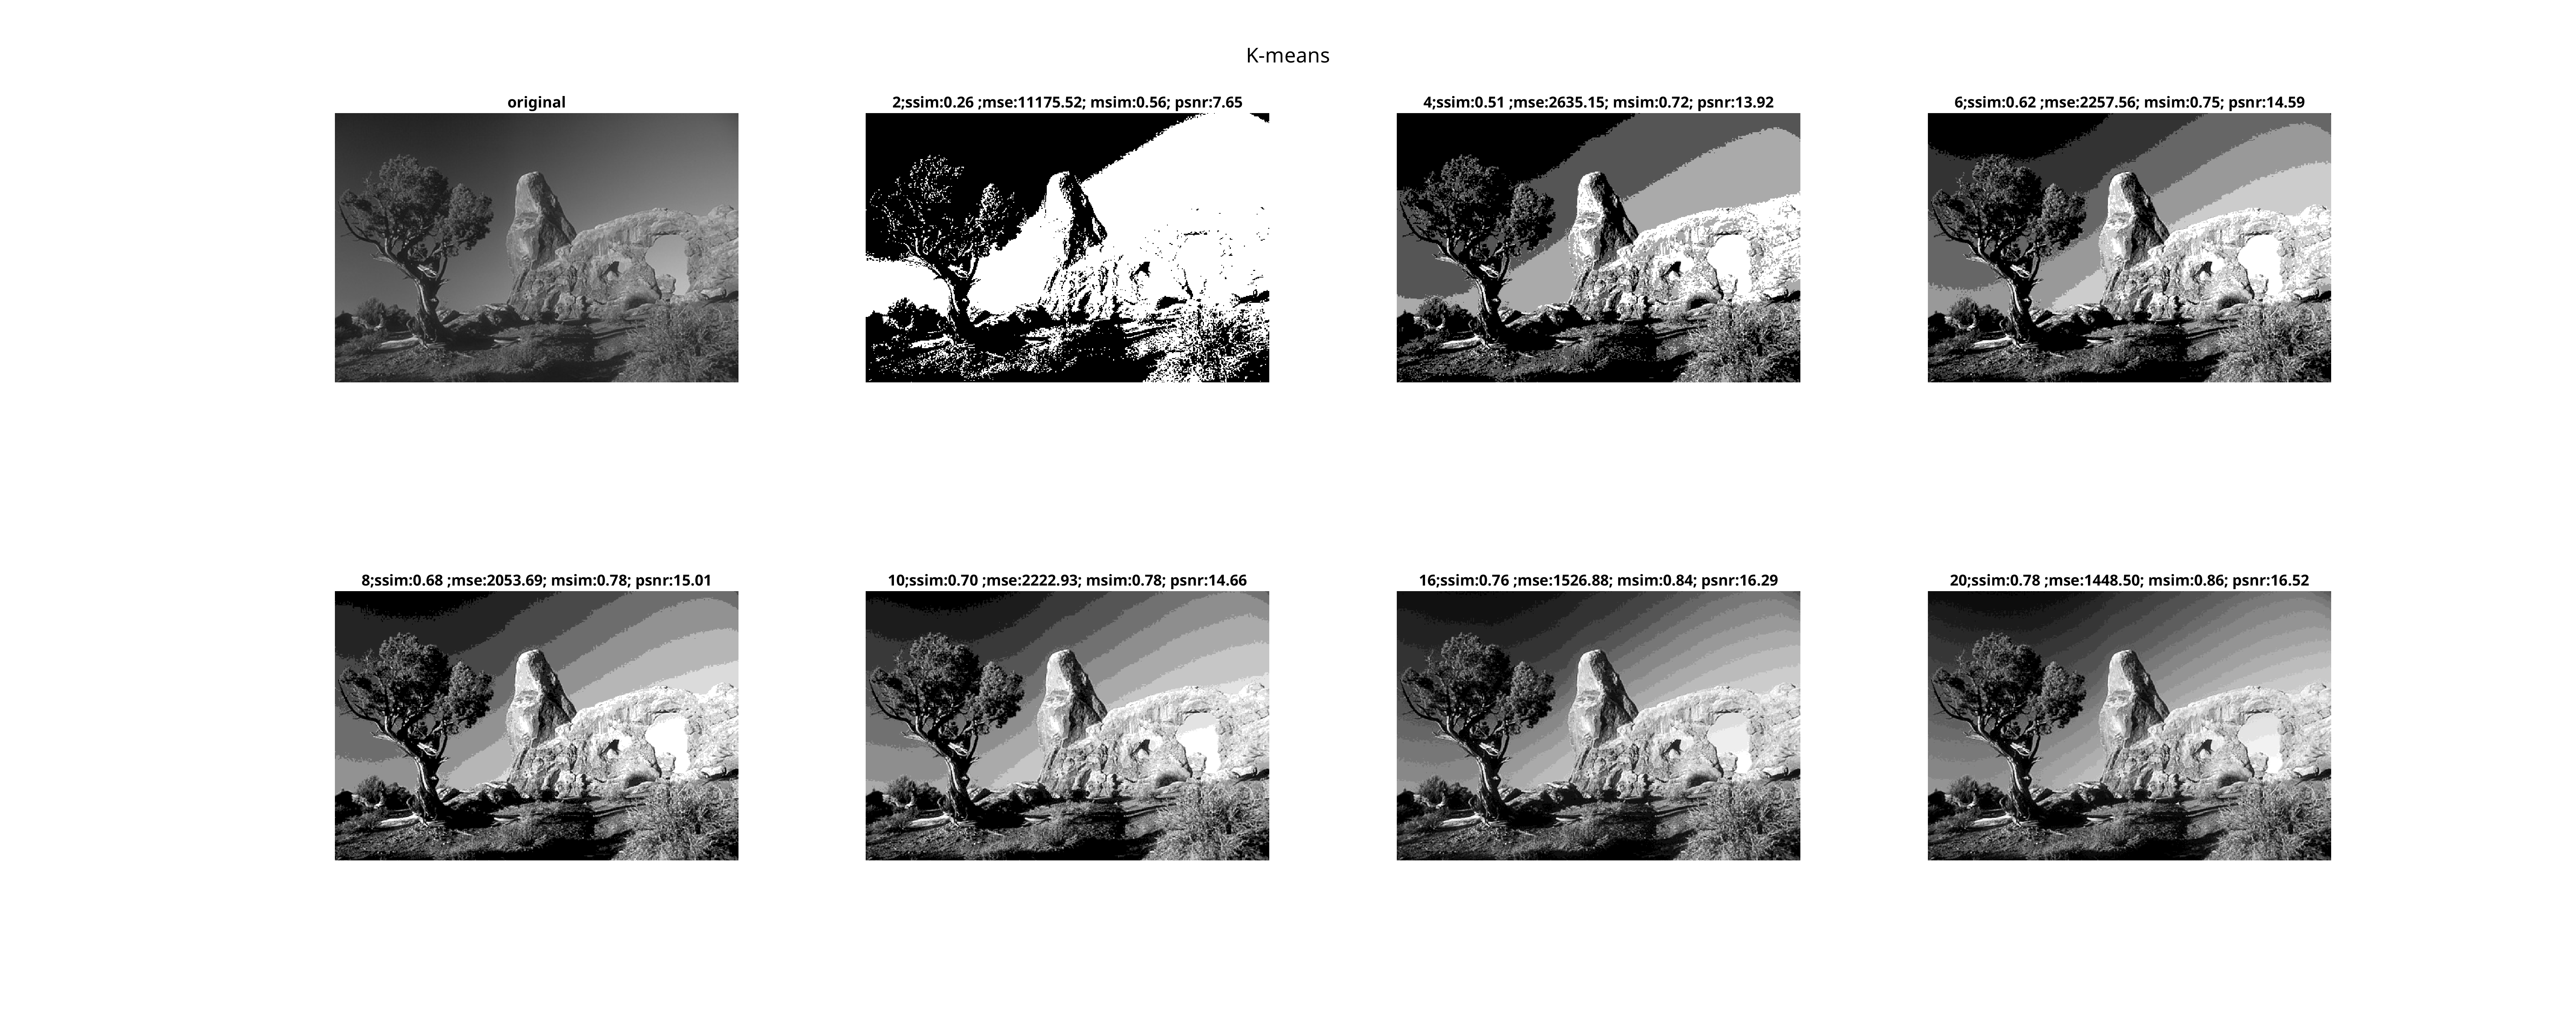 K-means
original
2;ssim:0.26 ;mse:11175.52; msim:0.56; psnr:7.65
4;ssim:0.51 ;mse:2635.15; msim:0.72; psnr:13.92
6;ssim:0.62 ;mse:2257.56; msim:0.75; psnr:14.59
8;ssim:0.68 ;mse:2053.69; msim:0.78; psnr:15.01
10;ssim:0.70 ;mse:2222.93; msim:0.78; psnr:14.66
16;ssim:0.76 ;mse:1526.88; msim:0.84; psnr:16.29
20;ssim:0.78 ;mse:1448.50; msim:0.86; psnr:16.52